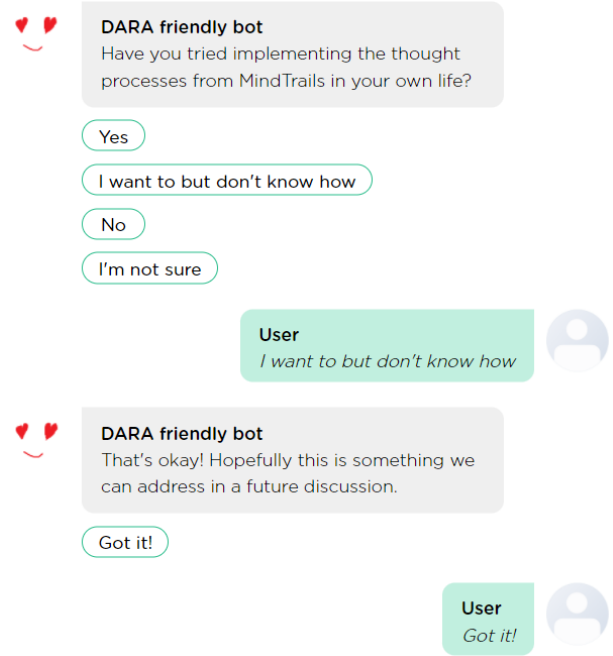 DARA friendly bot
Have you tried implementing the thought
processes from MindTrails in your own life?
Yes
I want to but don't know how
No
I'm not sure
User
I want to but don't know how
DARA friendly bot
That's okay! Hopefully this is something we
can address in a future discussion.
Got it!
User
Got it!